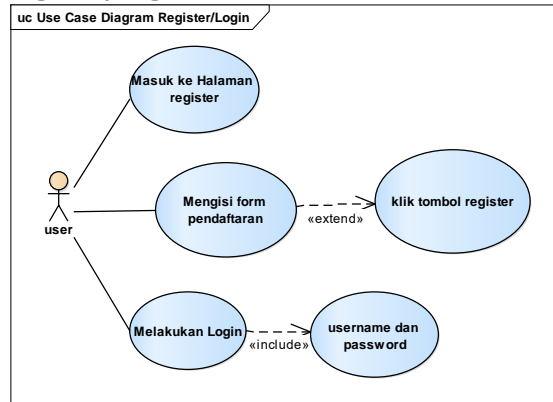 uc Use Case Diagram Register/Login
Masuk ke Halaman
register
Mengisi form
pendaftaran
«extend»
klik tombol register
user
Melakukan Login
«include»
username dan
password